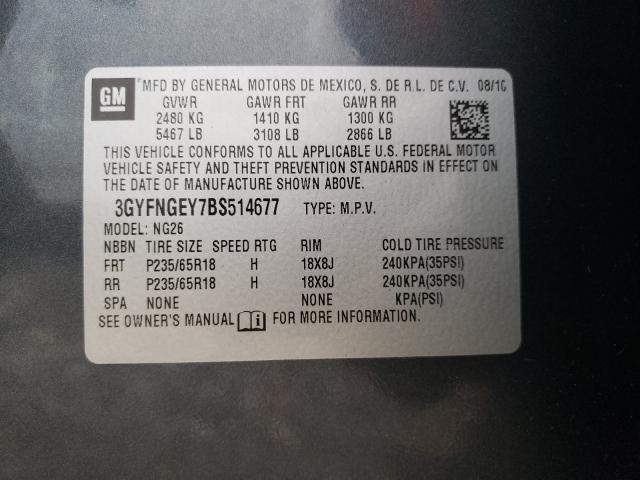 GM
MFD BY GENERAL MOTORS DE MEXICO, S. DE R.L. DE C.V. 08/10
GVWR GAWR FRT GAWR RR
2480 KG 1410 KG 1300 KG
5467 LB 3108 LB 2866 LB
THIS VEHICLE CONFORMS TO ALL APPLICABLE U.S. FEDERAL MOTOR
VEHICLE SAFETY AND THEFT PREVENTION STANDARDS IN EFFECT ON
THE DATE OF MANUFACTURE SHOWN ABOVE.
3GYFNGEY7BS514677 TYPE: M.P.V.
MODEL: NG26
NBBN TIRE SIZE SPEED RTG RIM COLD TIRE PRESSURE
FRT P235/65R18 H 18X8J 240KPA(35PSI)
RR P235/65R18 H 18X8J 240KPA(35PSI)
SPA NONE NONE KPA(PSI)
SEE OWNER'S MANUAL FOR MORE INFORMATION.